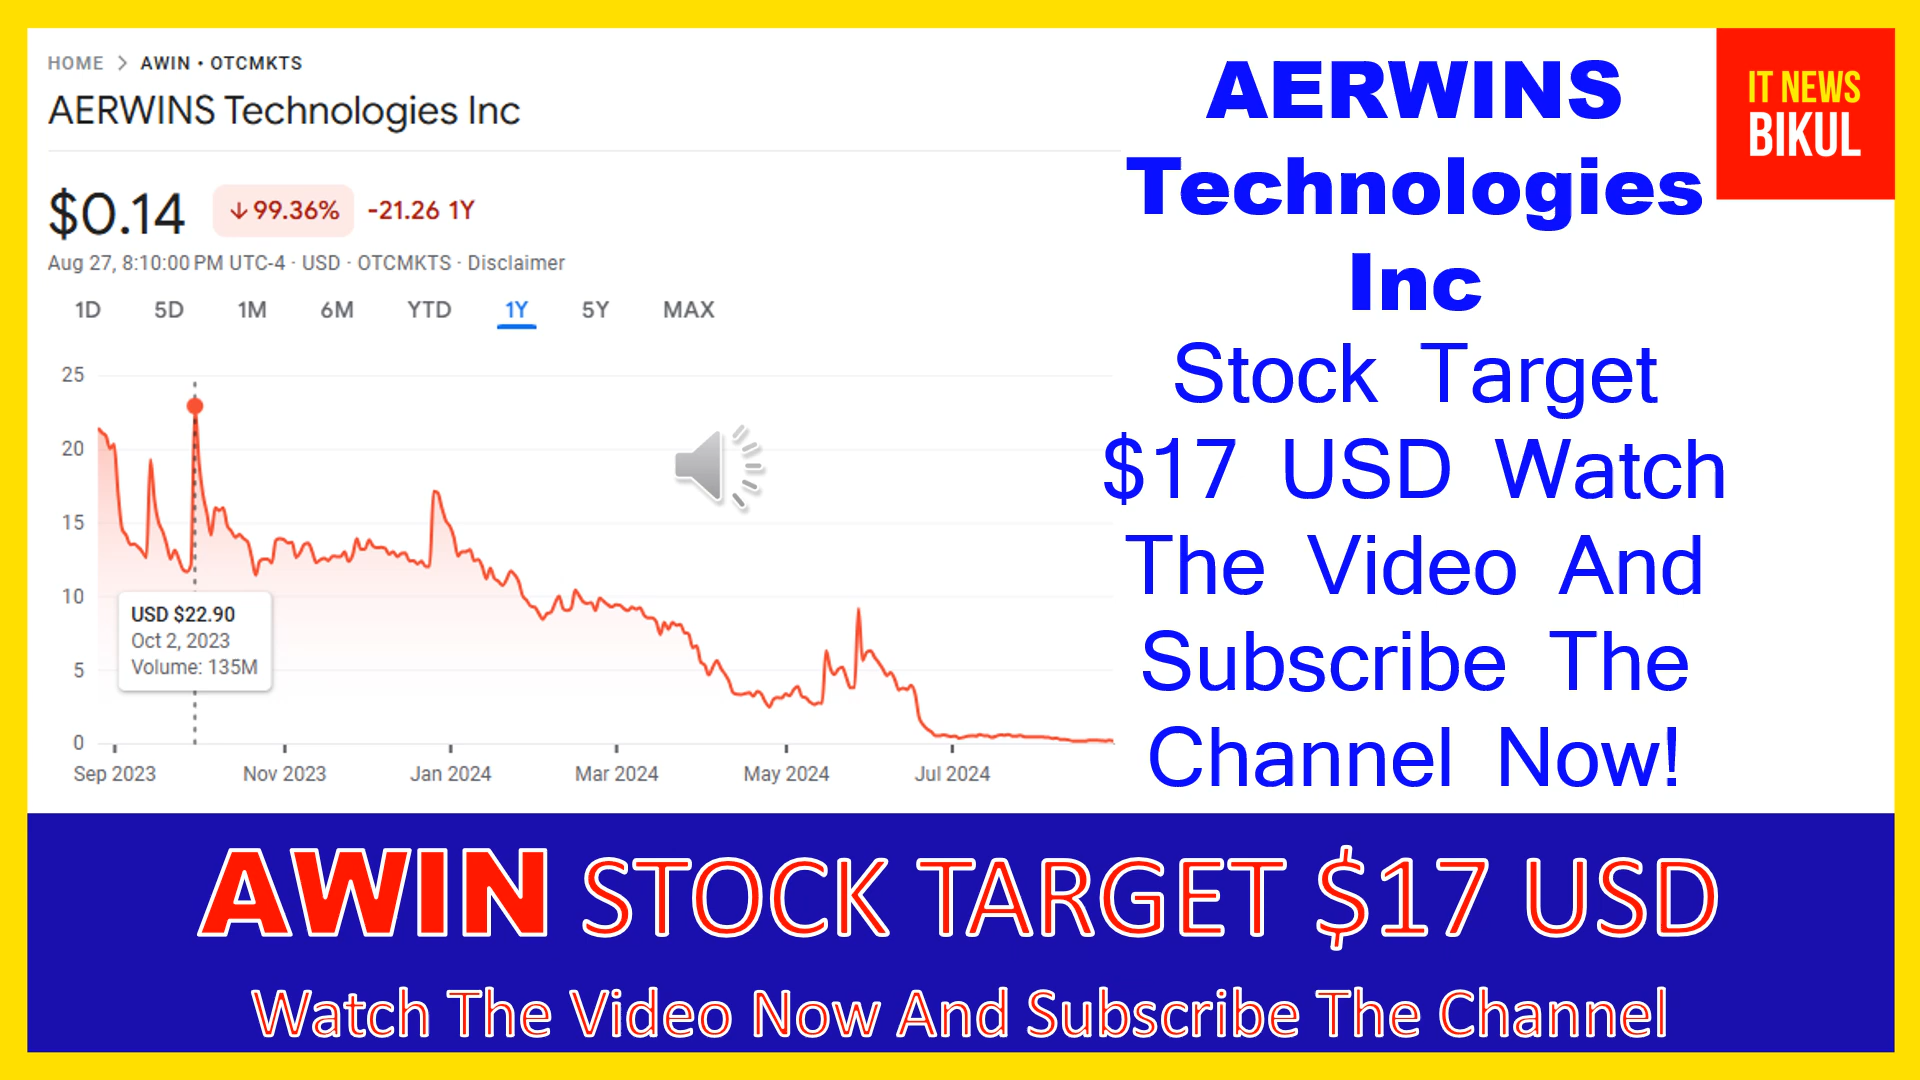 HOME > AWIN • OTCMKTS
AERWINS Technologies Inc
$0.14 ↓99.36% -21.26 1Y
Aug 27, 8:10:00 PM UTC-4 · USD · OTCMKTS · Disclaimer
1D 5D 1M 6M YTD 1Y 5Y MAX
25
20
15
10
5
0
USD $22.90
Oct 2, 2023
Volume: 135M
Sep 2023 Nov 2023 Jan 2024 Mar 2024 May 2024 Jul 2024
AERWINS
Technologies
Inc
Stock Target
$17 USD Watch
The Video And
Subscribe The
Channel Now!
IT NEWS
BIKUL
AWIN STOCK TARGET $17 USD
Watch The Video Now And Subscribe The Channel